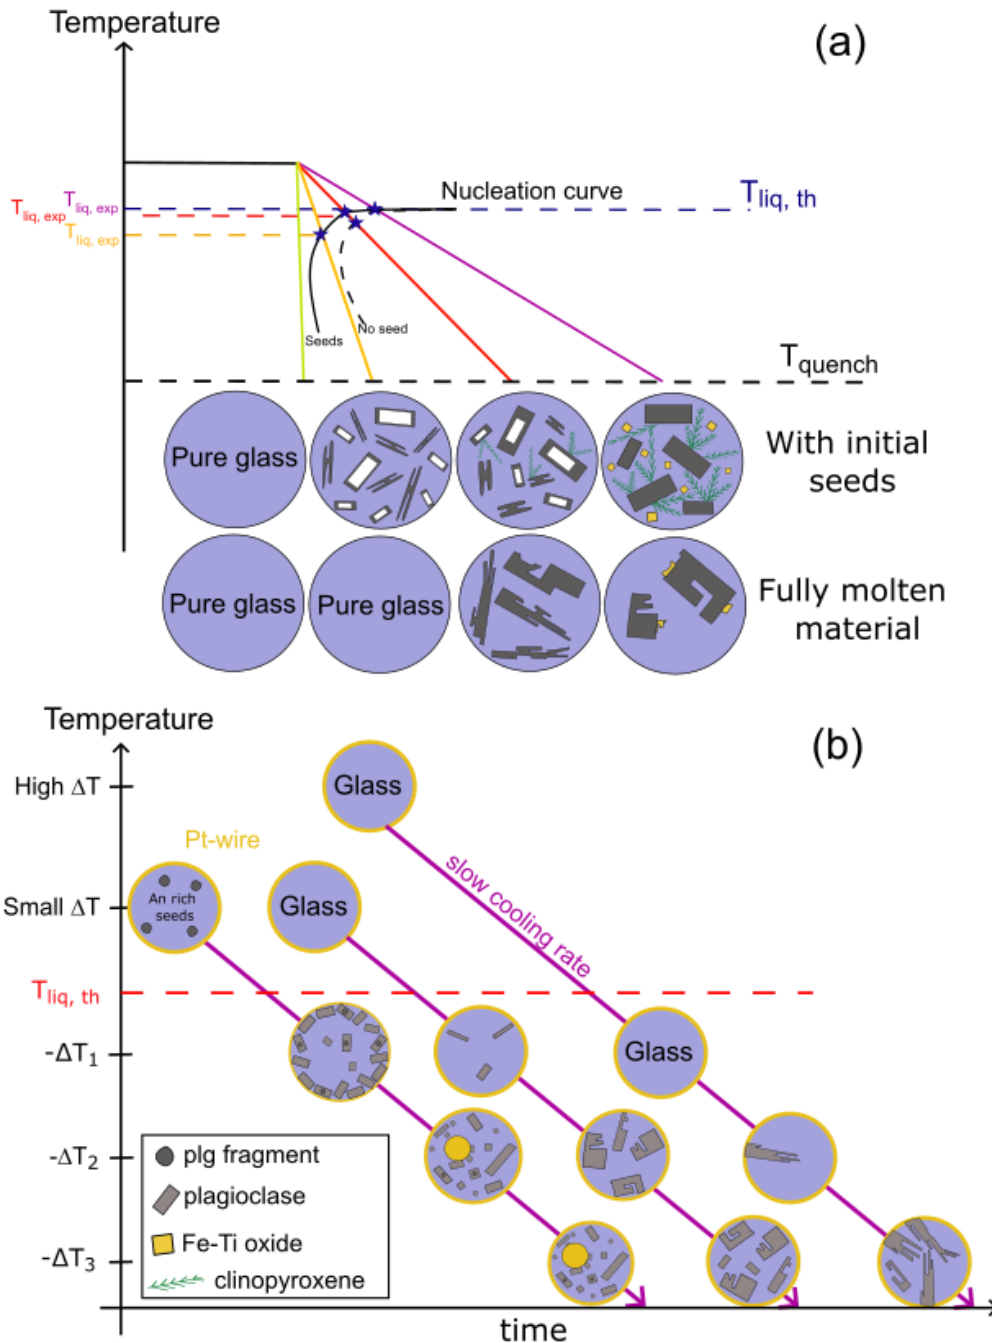 Temperature
(a)
T_liq, exp
T_liq, exp
T_liq, exp
Nucleation curve
T_liq, th
Seeds
No seed
T_quench
Pure glass
With initial
seeds
Pure glass
Pure glass
Fully molten
material
Temperature
(b)
High ΔT
Glass
Pt-wire
slow cooling rate
Small ΔT
An rich
seeds
Glass
T_liq, th
-ΔT₁
Glass
-ΔT₂
plg fragment
plagioclase
Fe-Ti oxide
clinopyroxene
-ΔT₃
time